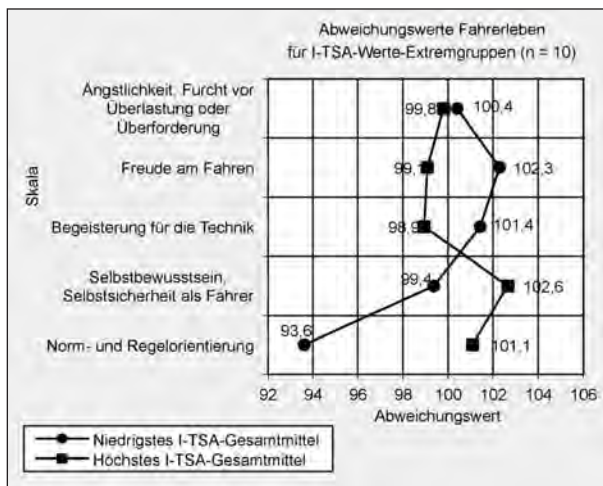 Abweichungswerte Fahrerleben
für I-TSA-Werte-Extremgruppen (n = 10)
Skala
Ängstlichkeit, Furcht vor
Überlastung oder
Überforderung
99,8
100,4
Freude am Fahren
99,
102,3
Begeisterung für die Technik
98,9
101,4
Selbstbewusstsein,
Selbstsicherheit als Fahrer
99,4
102,6
93,6
Norm- und Regelorientierung
101,1
92 94 96 98 100 102 104 106
Abweichungswert
Niedrigstes I-TSA-Gesamtmittel
Höchstes I-TSA-Gesamtmittel